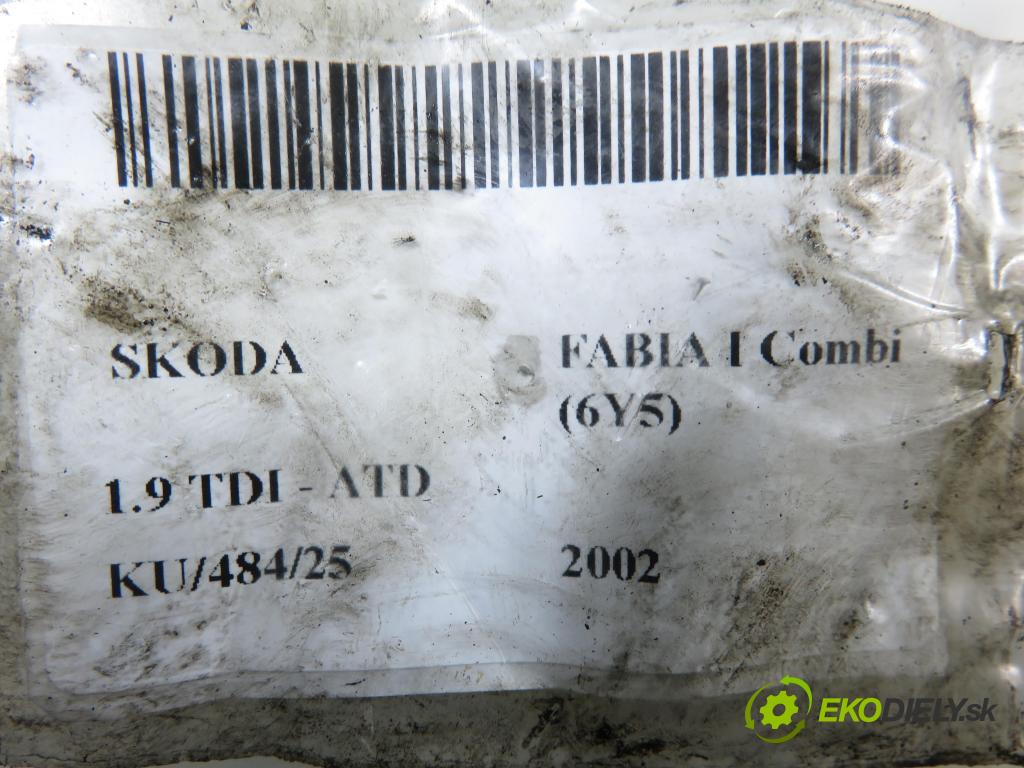 SKODA
FABIA I Combi
(6Y5)
1.9 TDI - ATD
KU/484/25
2002
EKODIELY.sk